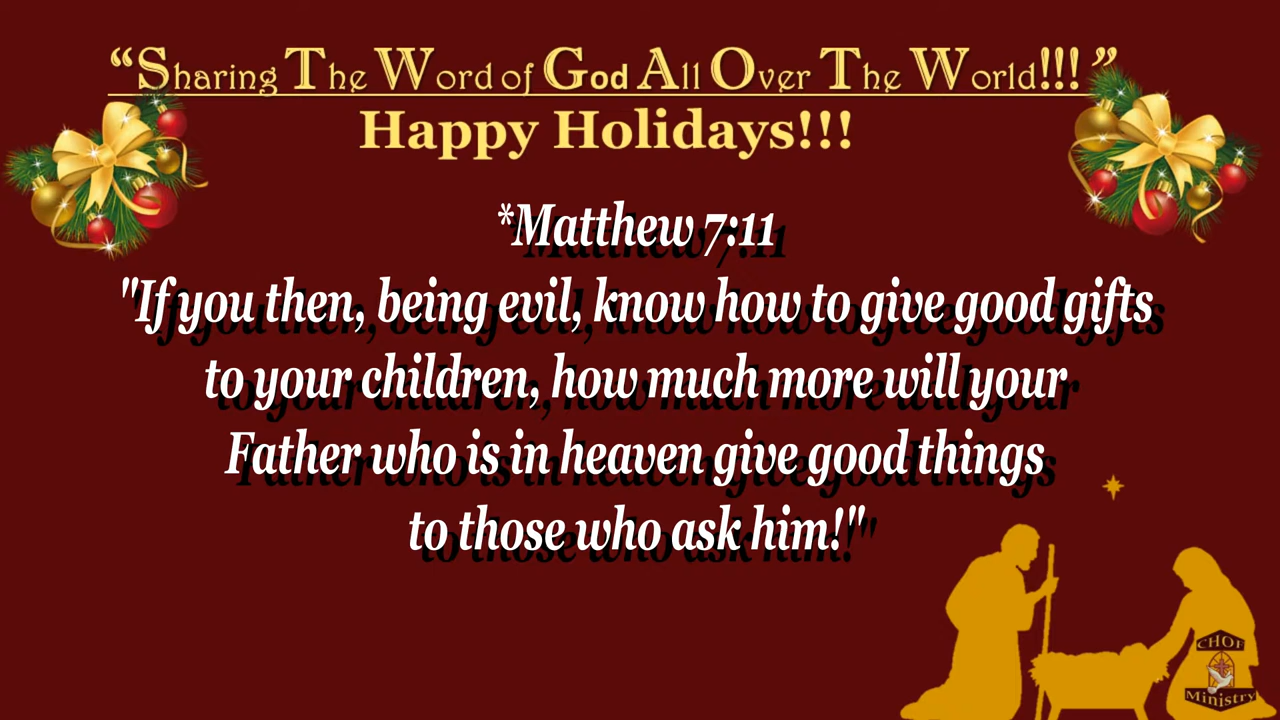 “Sharing The Word of God All Over The World!!!”
Happy Holidays!!!
*Matthew 7:11
"If you then, being evil, know how to give good gifts
to your children, how much more will your
Father who is in heaven give good things
to those who ask him!"
CHOF
Ministry